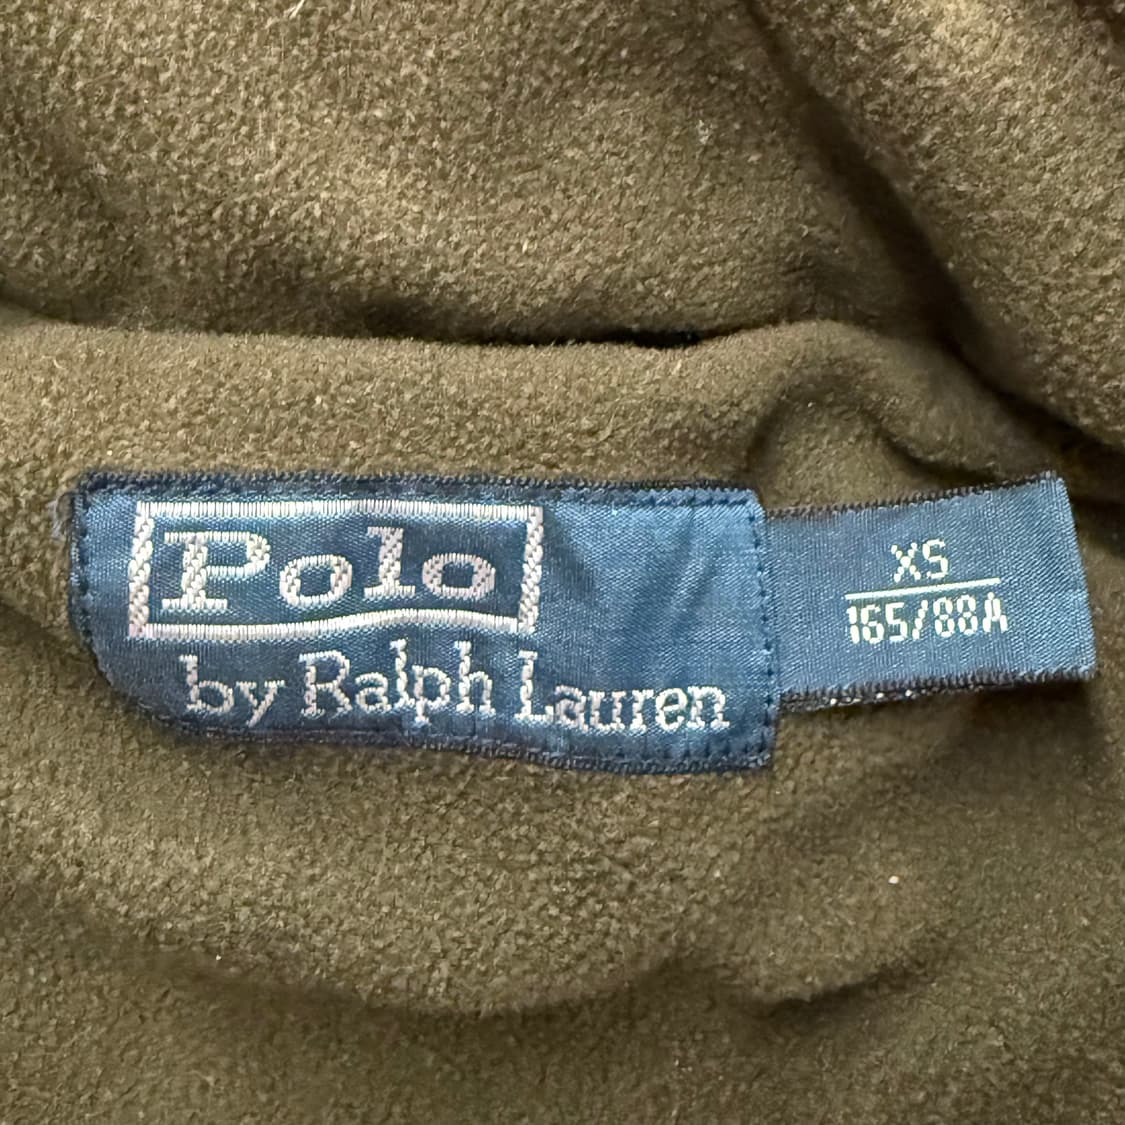 Polo
by Ralph Lauren
XS
165/88A